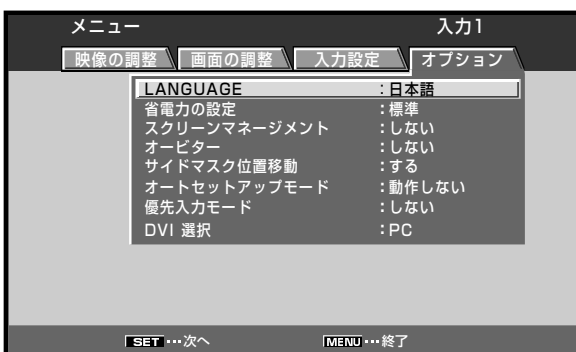 メニュー 入力1
映像の調整 画面の調整 入力設定 オプション
LANGUAGE :日本語
省電力の設定 :標準
スクリーンマネージメント :しない
オービター :しない
サイドマスク位置移動 :する
オートセットアップモード :動作しない
優先入力モード :しない
DVI 選択 :PC
SET…次へ MENU…終了